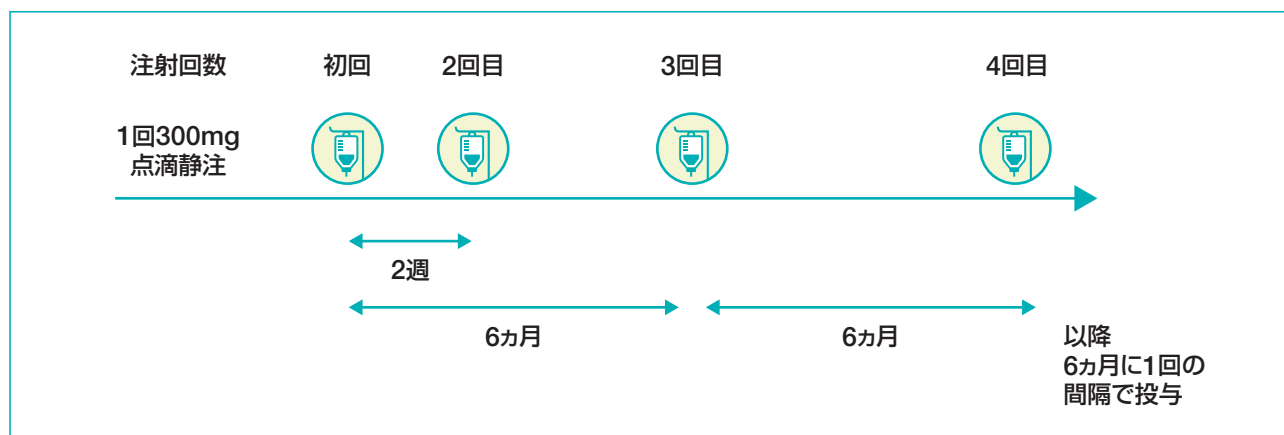 注射回数
初回
2回目
3回目
4回目
1回300mg
点滴静注
2週
6ヵ月
6ヵ月
以降
6ヵ月に1回の
間隔で投与